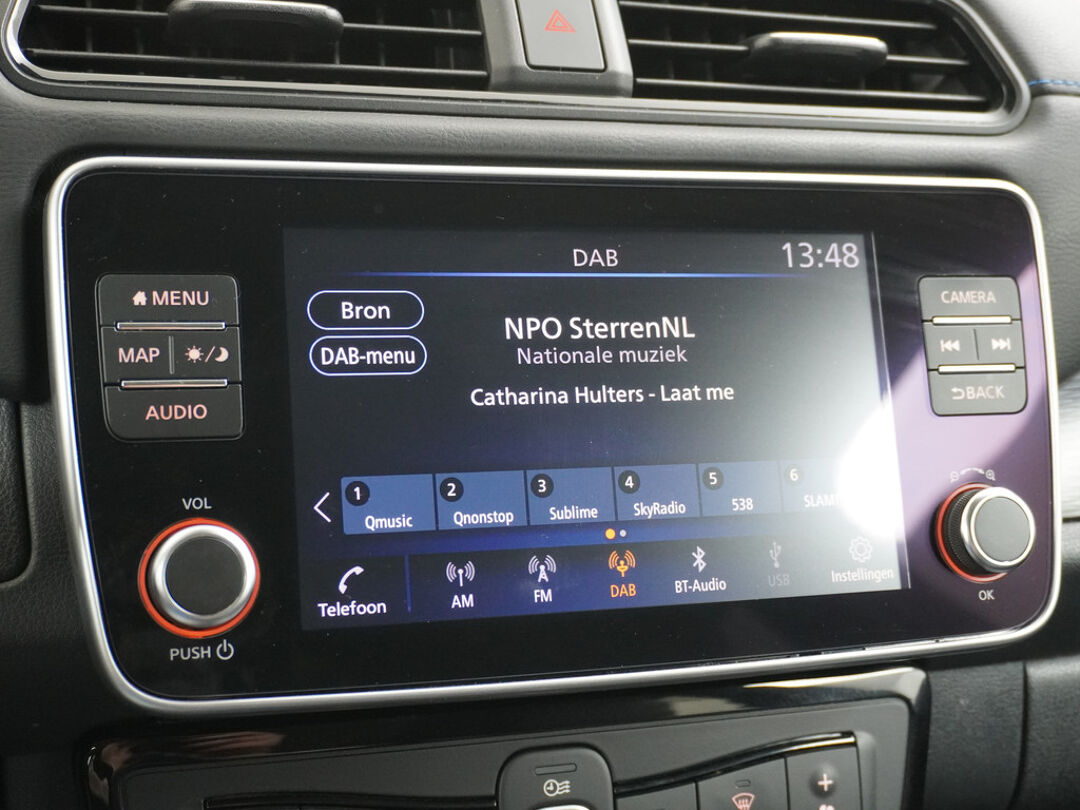 DAB
13:48
MENU
MAP
AUDIO
VOL
PUSH
Bron
DAB-menu
NPO SterrenNL
Nationale muziek
Catharina Hulters - Laat me
1 Qmusic
2 Qnonstop
3 Sublime
4 SkyRadio
5 538
6 SLAM
Telefoon
AM
FM
DAB
BT-Audio
USB
Instellingen
CAMERA
BACK
OK